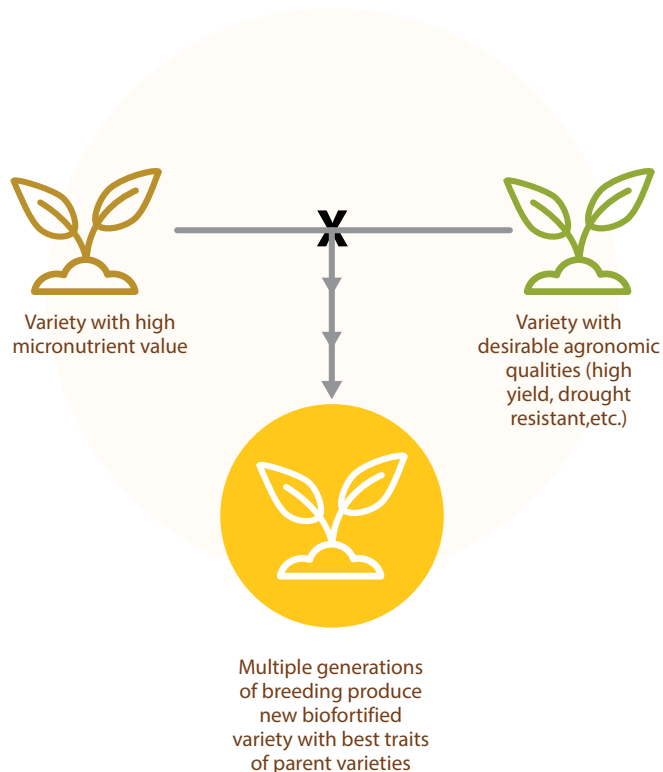 X
Variety with high
micronutrient value
Variety with
desirable agronomic
qualities (high
yield, drought
resistant,etc.)
Multiple generations
of breeding produce
new biofortified
variety with best traits
of parent varieties